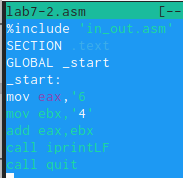 lab7-2.asm [--
%include 'in_out.asm'
SECTION .text
GLOBAL _start
_start:
mov eax,'6
mov ebx,'4'
add eax,ebx
call iprintLF
call quit